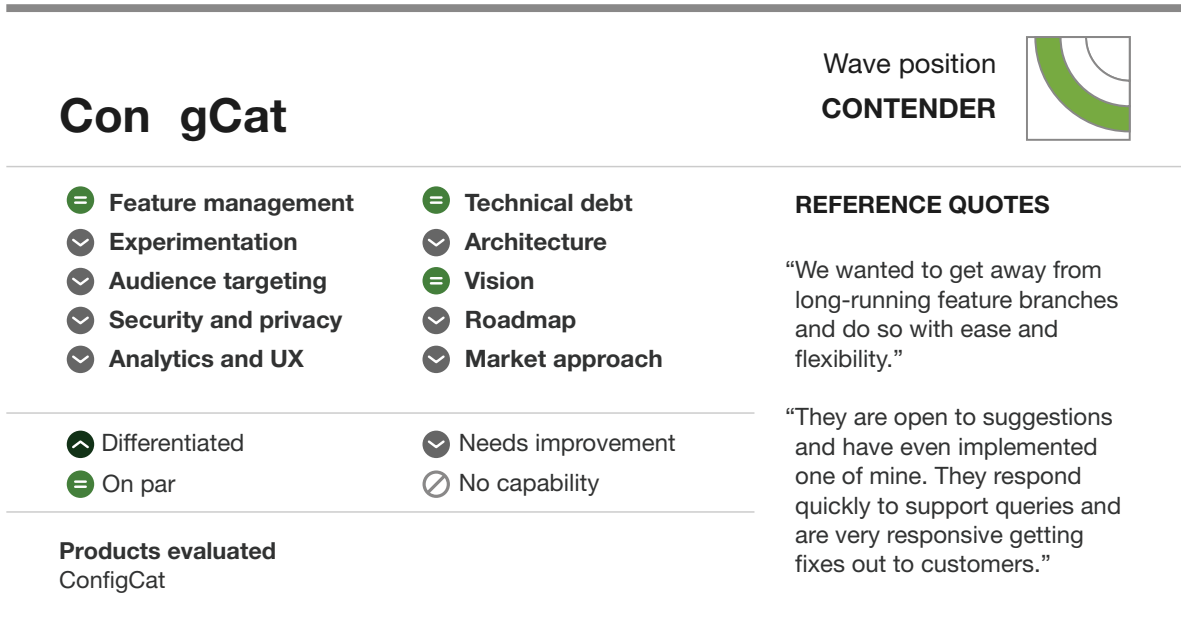 Wave position
CONTENDER
Con gCat
Feature management
Experimentation
Audience targeting
Security and privacy
Analytics and UX
Technical debt
Architecture
Vision
Roadmap
Market approach
Differentiated
On par
Needs improvement
No capability
Products evaluated
ConfigCat
REFERENCE QUOTES
“We wanted to get away from
long-running feature branches
and do so with ease and
flexibility.”
“They are open to suggestions
and have even implemented
one of mine. They respond
quickly to support queries and
are very responsive getting
fixes out to customers.”